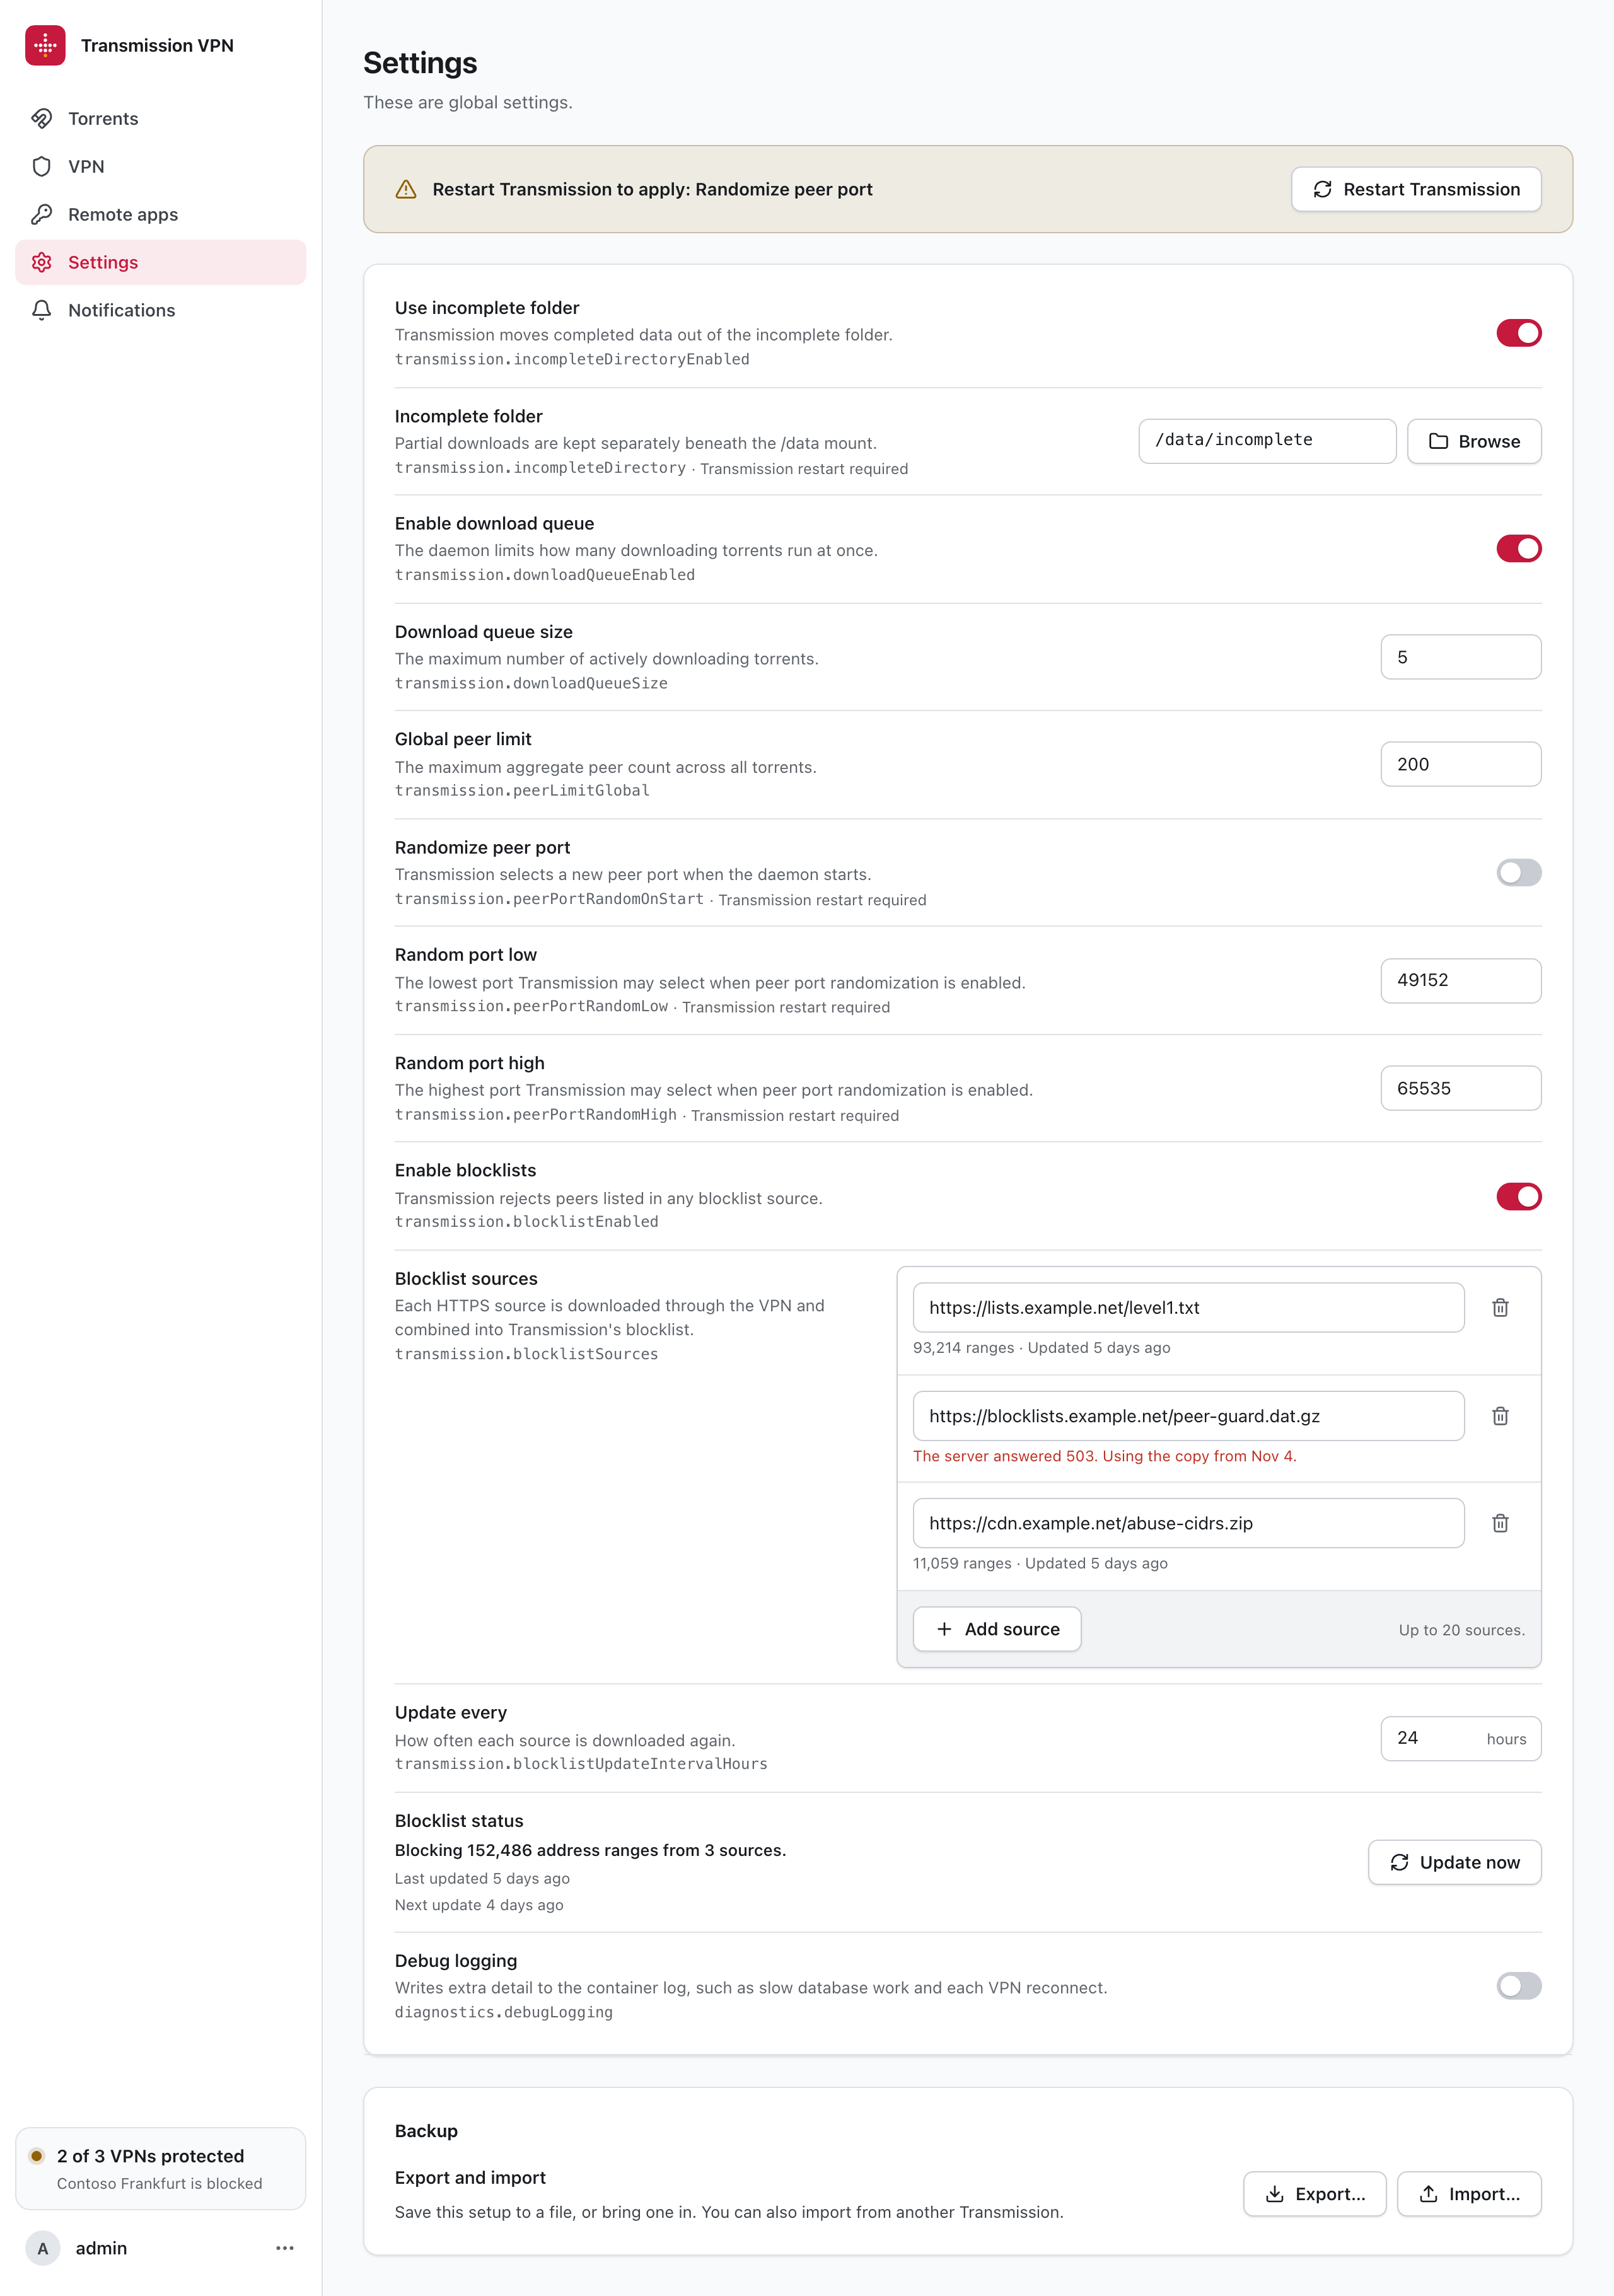 Transmission VPN
Torrents
VPN
Remote apps
Settings
Notifications
2 of 3 VPNs protected
Contoso Frankfurt is blocked
A admin
Settings
These are global settings.
Restart Transmission to apply: Randomize peer port
Restart Transmission
Use incomplete folder
Transmission moves completed data out of the incomplete folder.
transmission.incompleteDirectoryEnabled
Incomplete folder
Partial downloads are kept separately beneath the /data mount.
transmission.incompleteDirectory · Transmission restart required
/data/incomplete
Browse
Enable download queue
The daemon limits how many downloading torrents run at once.
transmission.downloadQueueEnabled
Download queue size
The maximum number of actively downloading torrents.
transmission.downloadQueueSize
5
Global peer limit
The maximum aggregate peer count across all torrents.
transmission.peerLimitGlobal
200
Randomize peer port
Transmission selects a new peer port when the daemon starts.
transmission.peerPortRandomOnStart · Transmission restart required
Random port low
The lowest port Transmission may select when peer port randomization is enabled.
transmission.peerPortRandomLow · Transmission restart required
49152
Random port high
The highest port Transmission may select when peer port randomization is enabled.
transmission.peerPortRandomHigh · Transmission restart required
65535
Enable blocklists
Transmission rejects peers listed in any blocklist source.
transmission.blocklistEnabled
Blocklist sources
Each HTTPS source is downloaded through the VPN and
combined into Transmission's blocklist.
transmission.blocklistSources
https://lists.example.net/level1.txt
93,214 ranges · Updated 5 days ago
https://blocklists.example.net/peer-guard.dat.gz
The server answered 503. Using the copy from Nov 4.
https://cdn.example.net/abuse-cidrs.zip
11,059 ranges · Updated 5 days ago
Add source
Up to 20 sources.
Update every
How often each source is downloaded again.
transmission.blocklistUpdateIntervalHours
24 hours
Blocklist status
Blocking 152,486 address ranges from 3 sources.
Last updated 5 days ago
Next update 4 days ago
Update now
Debug logging
Writes extra detail to the container log, such as slow database work and each VPN reconnect.
diagnostics.debugLogging
Backup
Export and import
Save this setup to a file, or bring one in. You can also import from another Transmission.
Export...
Import...